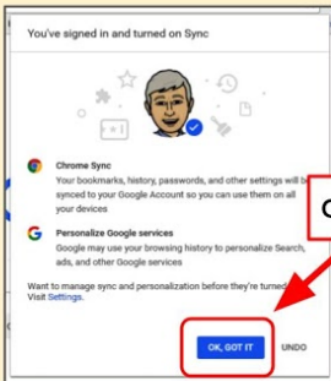 You've signed in and turned on Sync
Chrome Sync
Your bookmarks, history, passwords, and other settings will be
synced to your Google Account so you can use them on all
your devices
Personalize Google services
Google may use your browsing history to personalize Search,
ads, and other Google services
Want to manage sync and personalization before they're turned
Visit Settings.
OK, GOT IT
UNDO